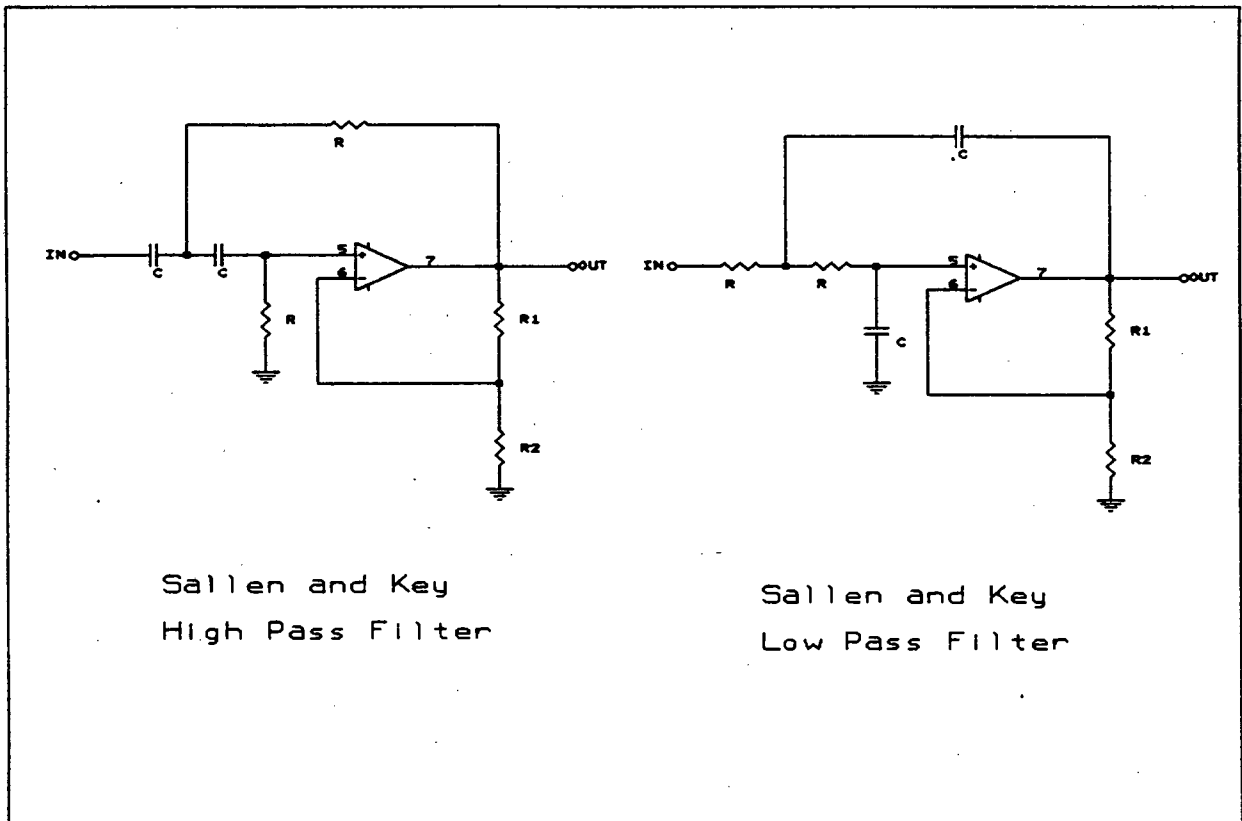 R
IN
C
C
5
6
7
OUT
R
R1
R2
Sallen and Key
High Pass Filter
C
IN
R
R
5
6
7
OUT
C
R1
R2
Sallen and Key
Low Pass Filter